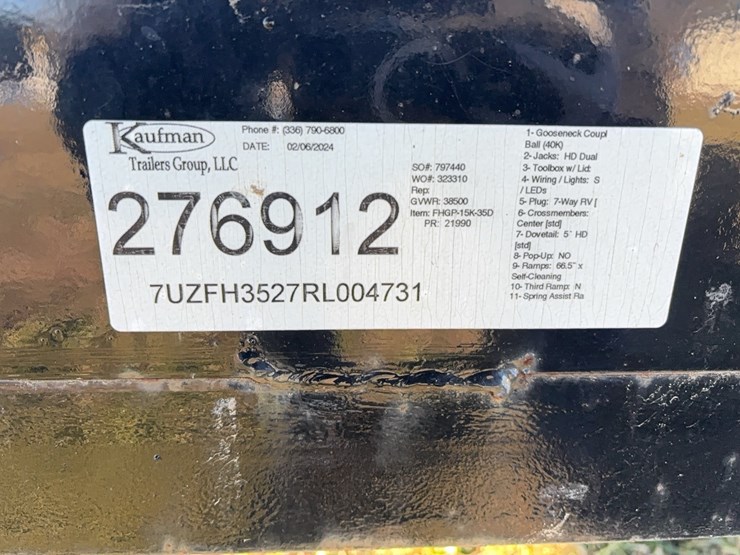 Kaufman
Trailers Group, LLC
Phone #: (336) 790-6800
DATE: 02/06/2024
276912
7UZFH3527RL004731
SO#: 797440
WO#: 323310
Rep:
GVWR: 38500
Item: FHGP-15K-35D
PR: 21990
1- Gooseneck Coupl
Ball (40K)
2- Jacks: HD Dual
3- Toolbox w/ Lid:
4- Wiring / Lights: S
/ LEDs
5- Plug: 7-Way RV [
6- Crossmembers:
Center [std]
7- Dovetail: 5" HD
[std]
8- Pop-Up: NO
9- Ramps: 66.5" x
Self-Cleaning
10- Third Ramp: N
11- Spring Assist Ra